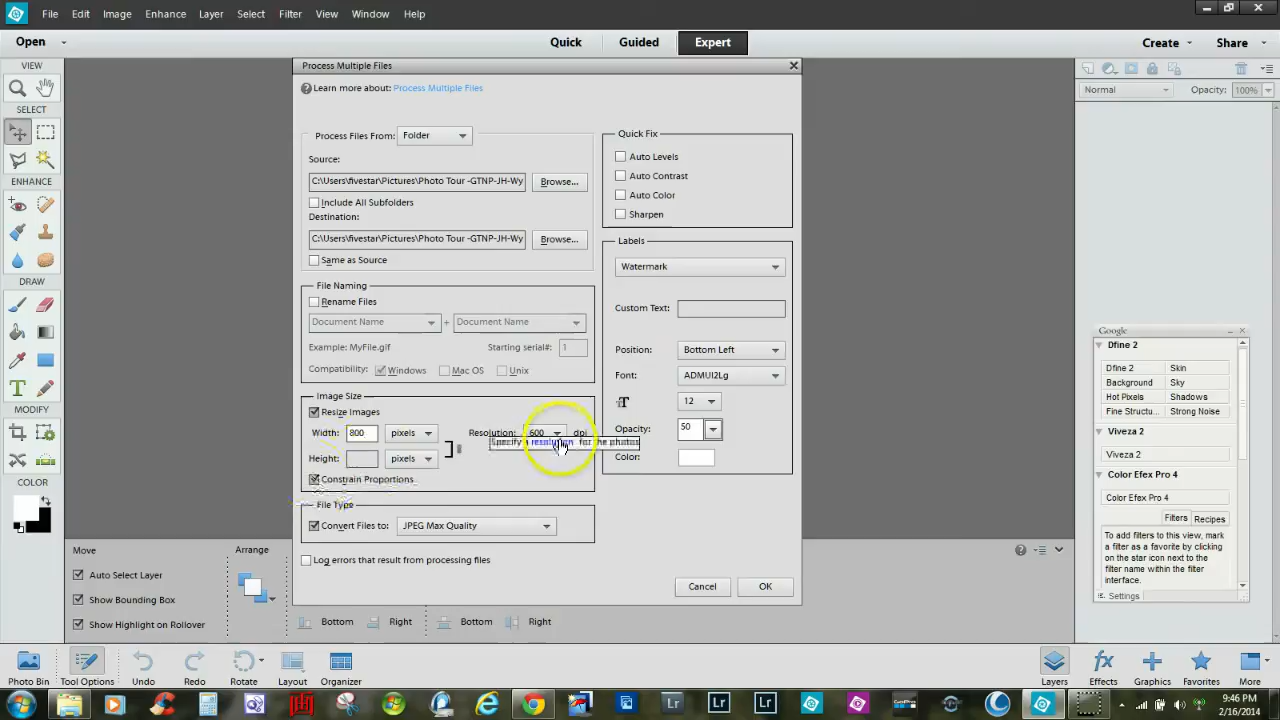 File Edit Image Enhance Layer Select Filter View Window Help
Open Quick Guided Expert Create Share
VIEW
SELECT
ENHANCE
DRAW
MODIFY
COLOR
Process Multiple Files
Learn more about: Process Multiple Files
Process Files From: Folder
Source:
C:\Users\fivestar\Pictures\Photo Tour -GTNP-JH-Wy Browse...
Include All Subfolders
Destination:
C:\Users\fivestar\Pictures\Photo Tour -GTNP-JH-Wy Browse...
Same as Source
File Naming
Rename Files
Document Name + Document Name
Example: MyFile.gif Starting serial#: 1
Compatibility: Windows Mac OS Unix
Image Size
Resize Images
Width: 800 pixels Resolution: 600 dpi
Specify a resolution for the photos
Height: pixels
Constrain Proportions
File Type
Convert Files to: JPEG Max Quality
Log errors that result from processing files
Quick Fix
Auto Levels
Auto Contrast
Auto Color
Sharpen
Labels
Watermark
Custom Text:
Position: Bottom Left
Font: ADMUI2Lg
T 12
Opacity: 50
Color:
Cancel OK
Normal Opacity: 100%
Google
Dfine 2
Dfine 2 Skin
Background Sky
Hot Pixels Shadows
Fine Structu... Strong Noise
Viveza 2
Viveza 2
Color Efex Pro 4
Color Efex Pro 4
Filters Recipes
To add filters to this view, mark
a filter as a favorite by clicking
on the star icon next to the
filter name within the filter
interface.
Settings
Move Arrange
Auto Select Layer
Show Bounding Box
Show Highlight on Rollover
Bottom Right Bottom Right
Photo Bin Tool Options Undo Redo Rotate Layout Organizer Layers Effects Graphics Favorites More
9:46 PM
2/16/2014